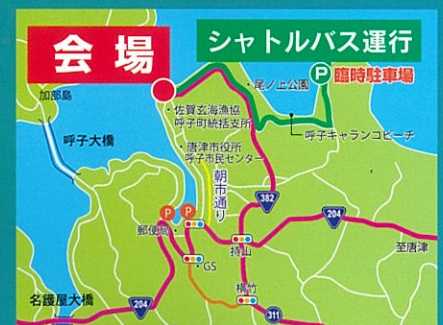 会場
シャトルバス運行
P 臨時駐車場
加部島
尾ノ上公園
佐賀玄海漁協
呼子町統括支所
呼子大橋
呼子キャランコビーチ
唐津市役所
呼子市民センター
朝市通り
382
204
P P
郵便局
持山
至唐津
GS
名護屋大橋
204
横竹
311